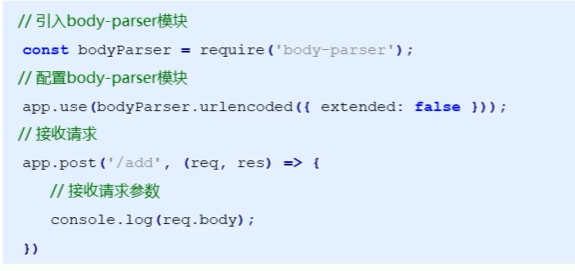 // 引入body-parser模块
const bodyParser = require('body-parser');
// 配置body-parser模块
app.use(bodyParser.urlencoded({ extended: false }));
// 接收请求
app.post('/add', (req, res) => {
// 接收请求参数
console.log(req.body);
})